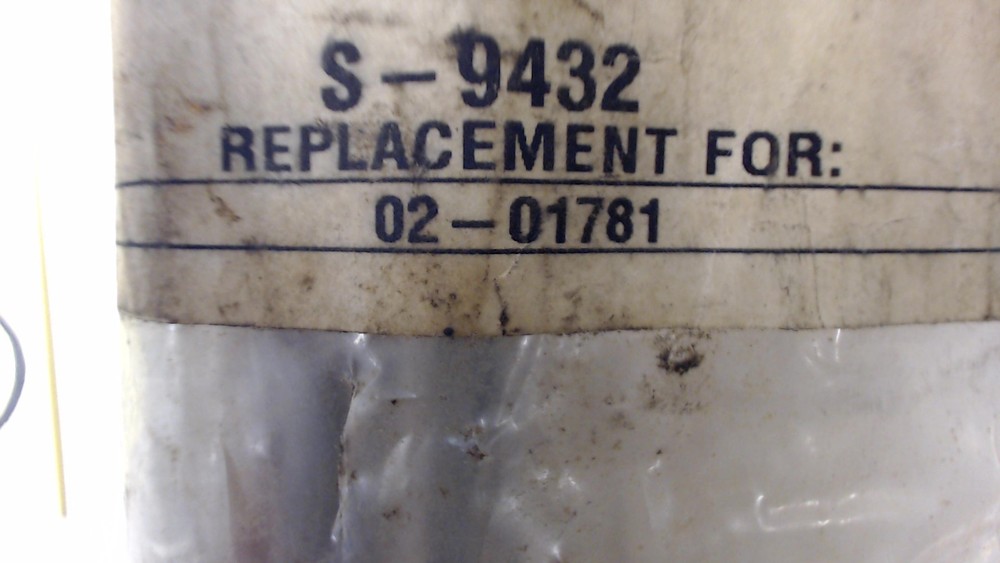 S-9432
REPLACEMENT FOR:
02-01781